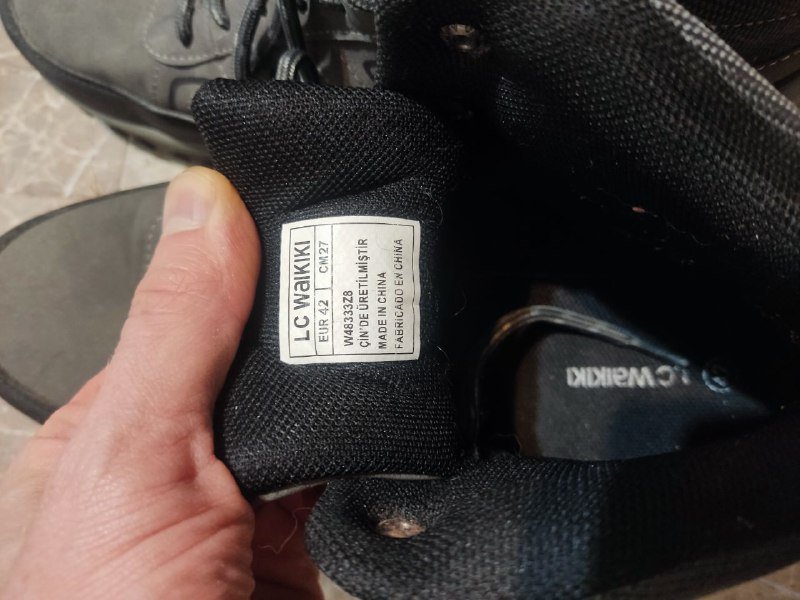 LC WaIKIKI
EUR 42 CM 27
W48333Z8
ÇİN'DE ÜRETİLMİŞTİR
MADE IN CHINA
FABRICADO EN CHINA
LC WaIKIKI